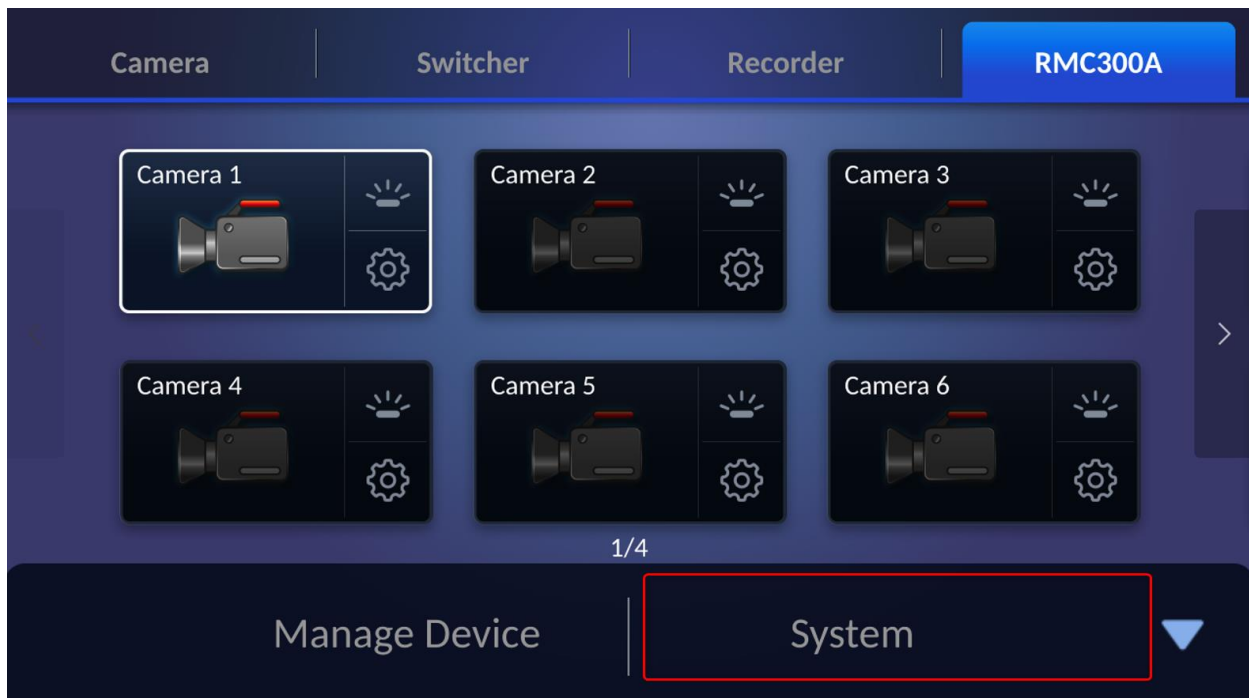 Camera
Switcher
Recorder
RMC300A
Camera 1
Camera 2
Camera 3
Camera 4
Camera 5
Camera 6
1/4
Manage Device
System